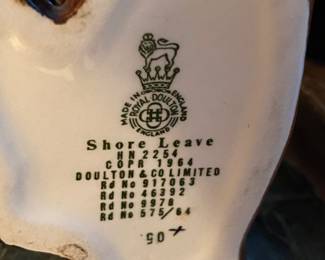 MADE IN ENGLAND
ROYAL DOULTON
ENGLAND
Shore Leave
HN 2254
COPR 1964
DOULTON & CO LIMITED
Rd No 917063
Rd No 46392
Rd No 9978
Rd No 575/64